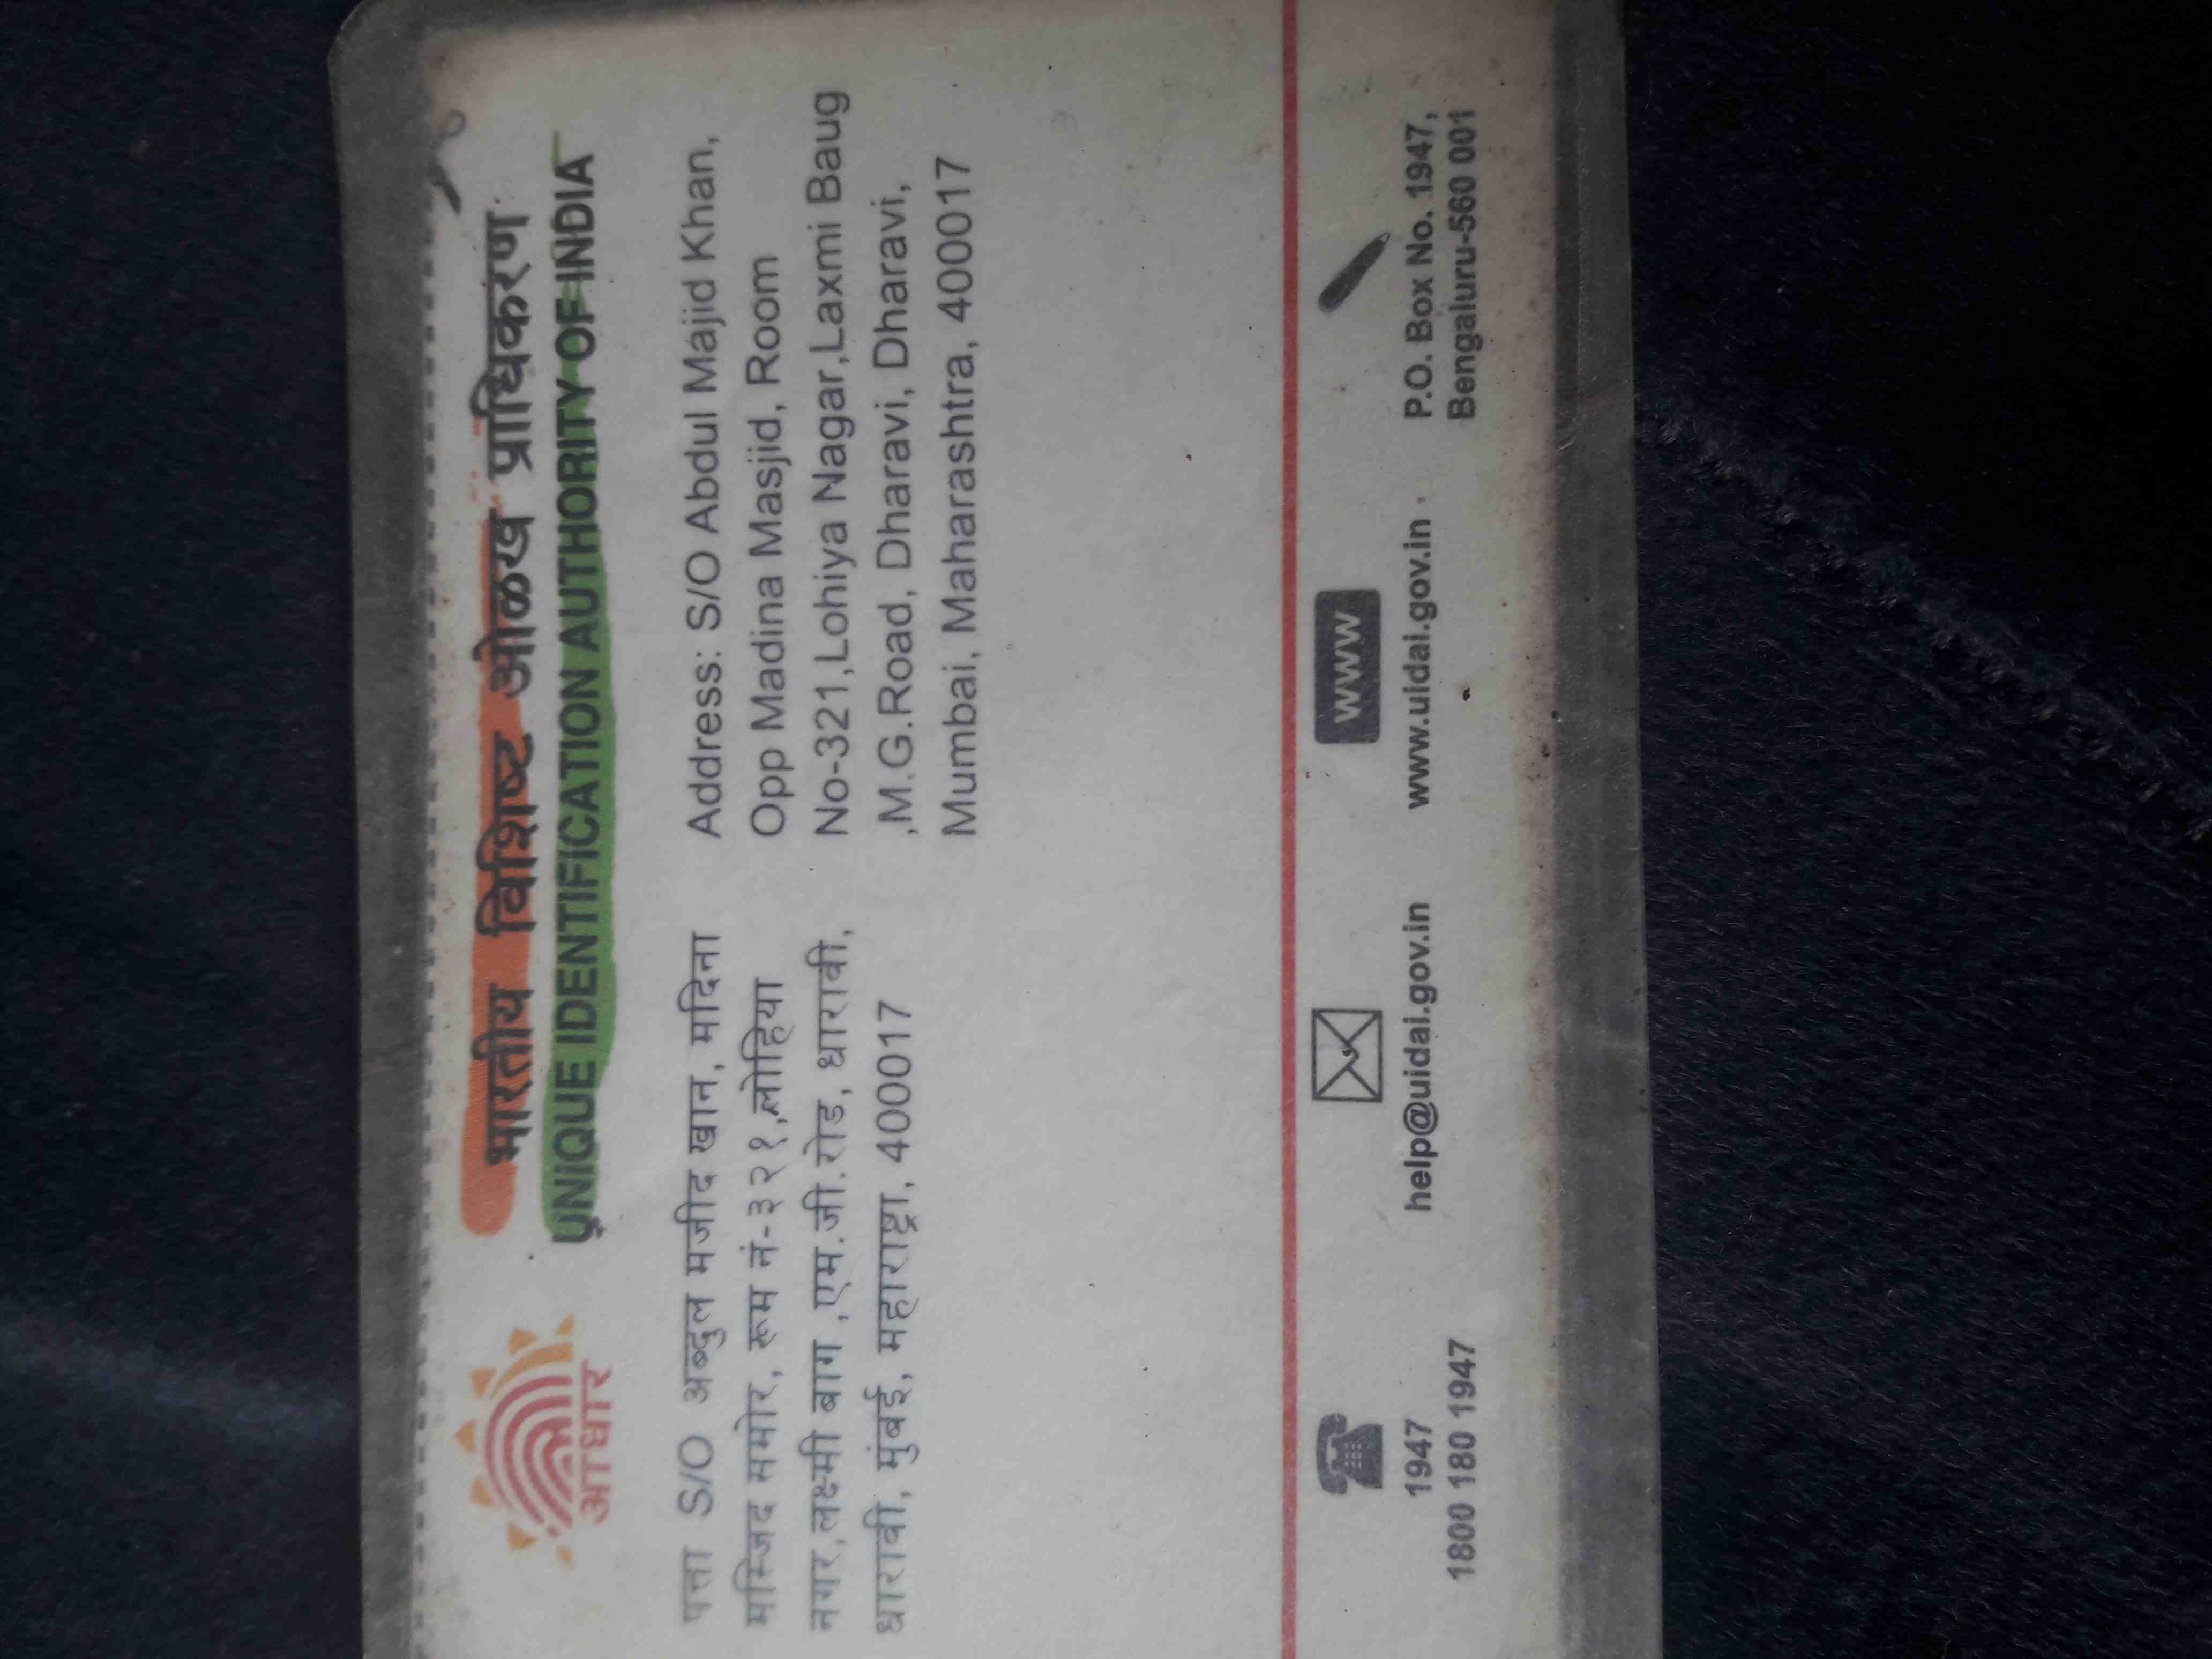 आधार
भारतीय विशिष्ट ओळख प्राधिकरण
UNIQUE IDENTIFICATION AUTHORITY OF INDIA
पत्ता S/O अब्दुल मजीद खान, मदिना
मस्जिद समोर, रूम नं-३२१,लोहिया
नगर,लक्ष्मी बाग ,एम.जी.रोड, धारावी,
धारावी, मुंबई, महाराष्ट्रा, 400017
Address: S/O Abdul Majid Khan,
Opp Madina Masjid, Room
No-321,Lohiya Nagar,Laxmi Baug
,M.G.Road, Dharavi, Dharavi,
Mumbai, Maharashtra, 400017
1947
1800 180 1947
help@uidai.gov.in
www
www.uidai.gov.in
P.O. Box No. 1947,
Bengaluru-560 001